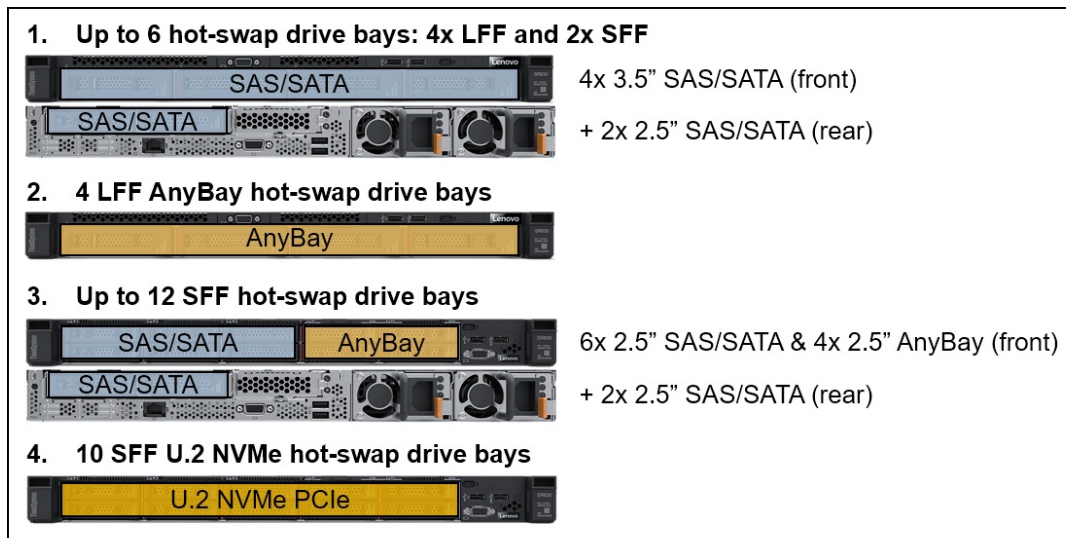 1. Up to 6 hot-swap drive bays: 4x LFF and 2x SFF
Lenovo
SAS/SATA
4x 3.5” SAS/SATA (front)
SAS/SATA
+ 2x 2.5” SAS/SATA (rear)
2. 4 LFF AnyBay hot-swap drive bays
Lenovo
AnyBay
3. Up to 12 SFF hot-swap drive bays
SAS/SATA
AnyBay
Lenovo
6x 2.5” SAS/SATA & 4x 2.5” AnyBay (front)
SAS/SATA
+ 2x 2.5” SAS/SATA (rear)
4. 10 SFF U.2 NVMe hot-swap drive bays
U.2 NVMe PCIe
Lenovo